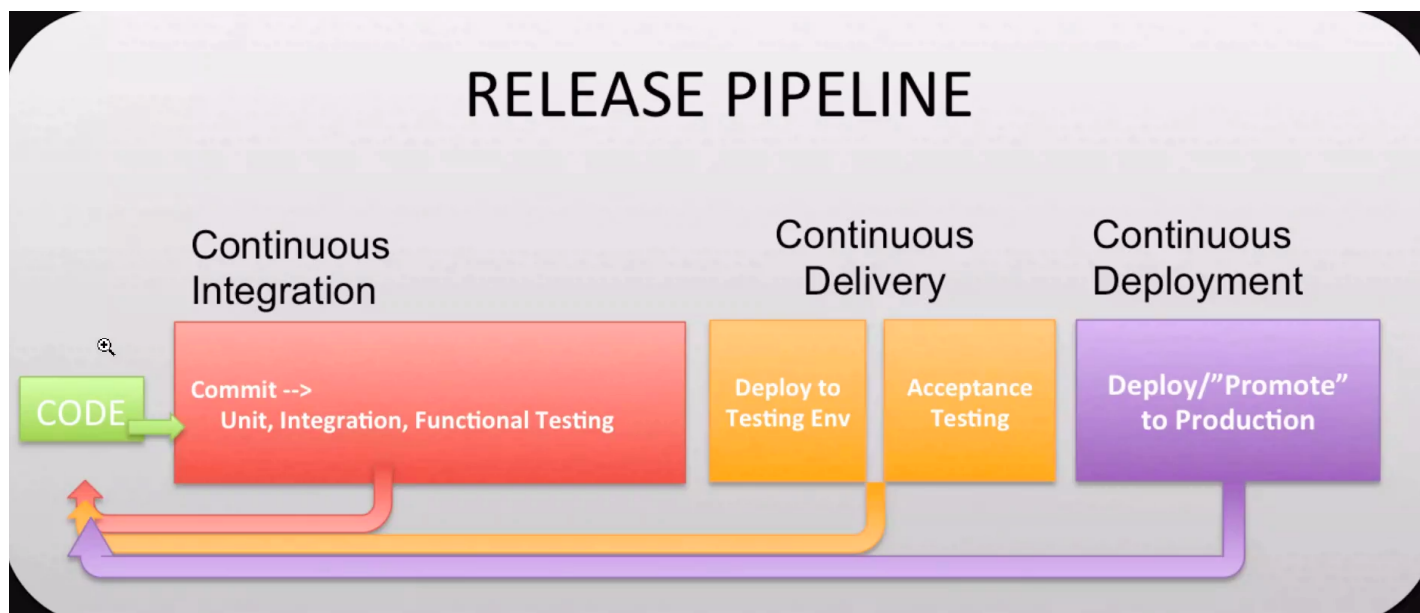 RELEASE PIPELINE
Continuous
Integration
Continuous
Delivery
Continuous
Deployment
CODE
Commit -->
Unit, Integration, Functional Testing
Deploy to
Testing Env
Acceptance
Testing
Deploy/”Promote”
to Production